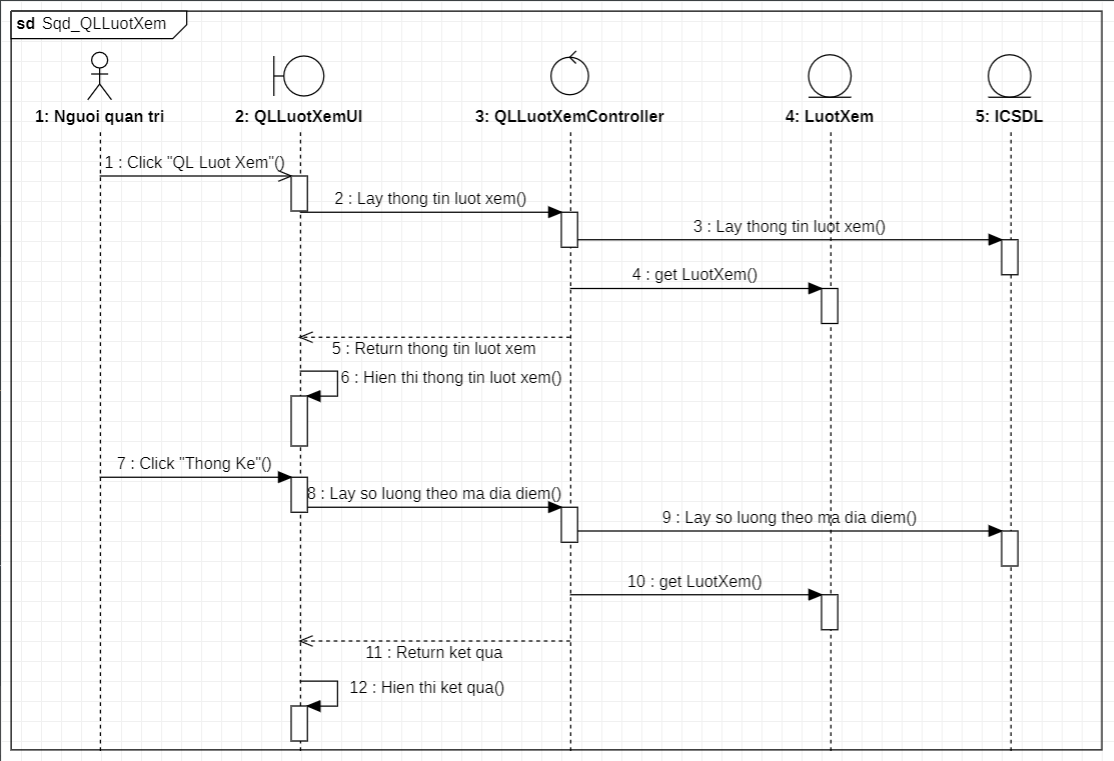 sd Sqd_QLLuotXem
1: Nguoi quan tri
2: QLLuotXemUI
3: QLLuotXemController
4: LuotXem
5: ICSDL
1 : Click "QL Luot Xem"()
2 : Lay thong tin luot xem()
3 : Lay thong tin luot xem()
4 : get LuotXem()
5 : Return thong tin luot xem
6 : Hien thi thong tin luot xem()
7 : Click "Thong Ke"()
8 : Lay so luong theo ma dia diem()
9 : Lay so luong theo ma dia diem()
10 : get LuotXem()
11 : Return ket qua
12 : Hien thi ket qua()